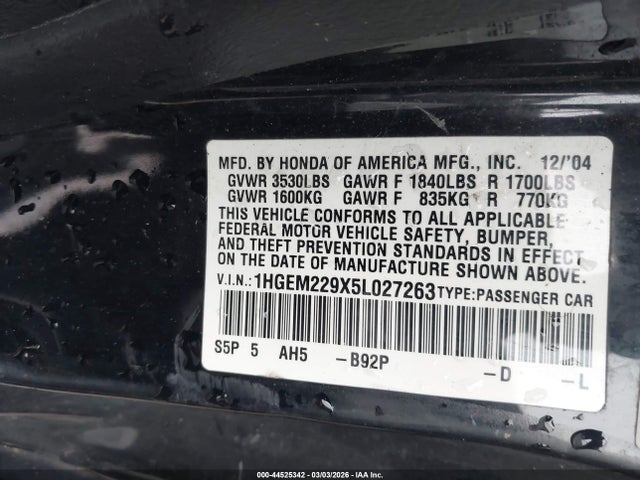 MFD. BY HONDA OF AMERICA MFG., INC. 12/'04
GVWR 3530LBS GAWR F 1840LBS R 1700LBS
GVWR 1600KG GAWR F 835KG R 770KG
THIS VEHICLE CONFORMS TO ALL APPLICABLE
FEDERAL MOTOR VEHICLE SAFETY, BUMPER,
AND THEFT PREVENTION STANDARDS IN EFFECT
ON THE DATE OF MANUFACTURE SHOWN ABOVE.
V.I.N.: 1HGEM229X5L027263 TYPE: PASSENGER CAR
S5P 5 AH5 -B92P -D -L
000-44525342 | 03/03/2026 | IAA Inc.